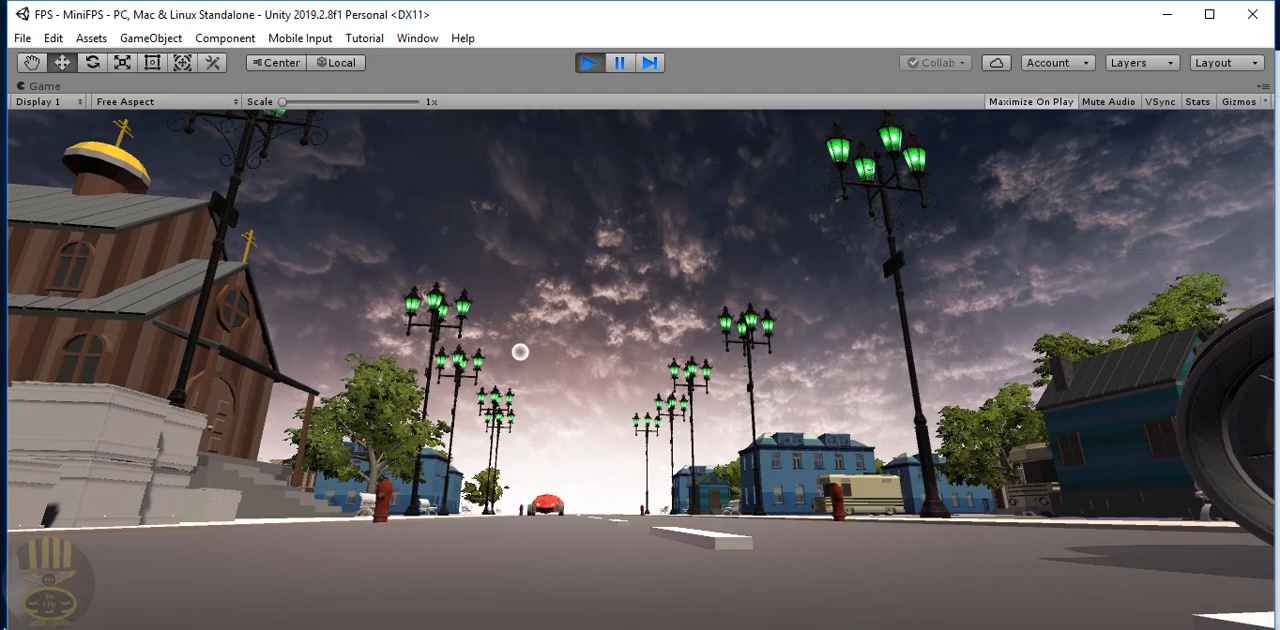 FPS - MiniFPS - PC, Mac & Linux Standalone - Unity 2019.2.8f1 Personal <DX11>
File Edit Assets GameObject Component Mobile Input Tutorial Window Help
Center Local Collab Account Layers Layout
Game
Display 1 Free Aspect Scale 1x Maximize On Play Mute Audio VSync Stats Gizmos